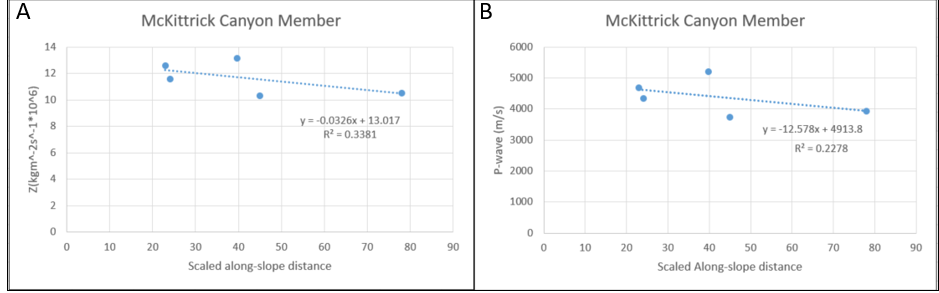 A
McKittrick Canyon Member
Z(kgm^-2s^-1*10^6)
14
12
10
8
6
4
2
0
y = -0.0326x + 13.017
R² = 0.3381
0 10 20 30 40 50 60 70 80 90
Scaled along-slope distance
B
McKittrick Canyon Member
P-wave (m/s)
6000
5000
4000
3000
2000
1000
0
y = -12.578x + 4913.8
R² = 0.2278
0 10 20 30 40 50 60 70 80 90
Scaled Along-slope distance